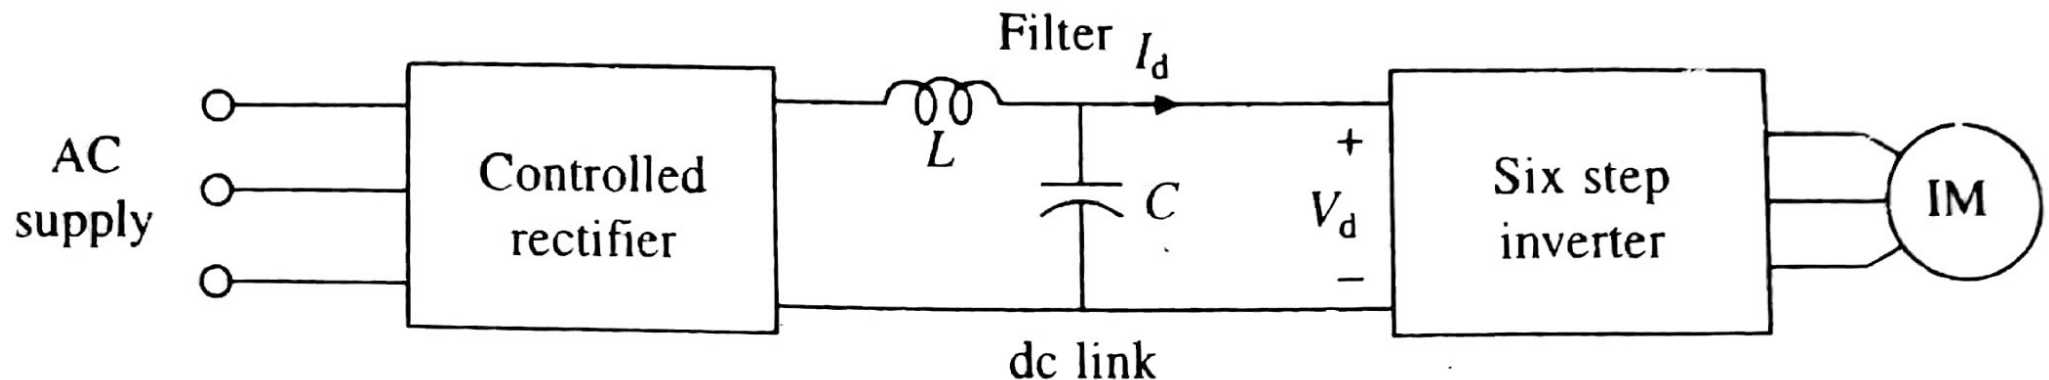 Filter
I_d
AC
supply
Controlled
rectifier
L
C
+
V_d
−
Six step
inverter
IM
dc link